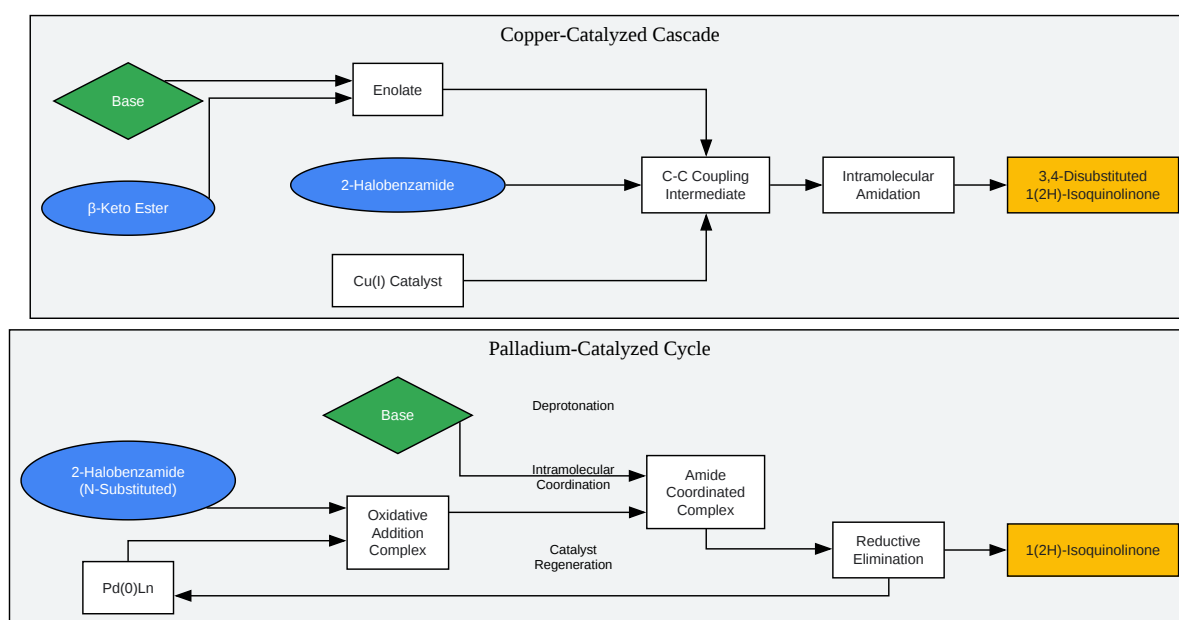 Copper-Catalyzed Cascade
Base
Enolate
β-Keto Ester
2-Halobenzamide
C-C Coupling
Intermediate
Intramolecular
Amidation
3,4-Disubstituted
1(2H)-Isoquinolinone
Cu(I) Catalyst
Palladium-Catalyzed Cycle
Base
Deprotonation
2-Halobenzamide
(N-Substituted)
Intramolecular
Coordination
Amide
Coordinated
Complex
Oxidative
Addition
Complex
Catalyst
Regeneration
Reductive
Elimination
1(2H)-Isoquinolinone
Pd(0)Ln